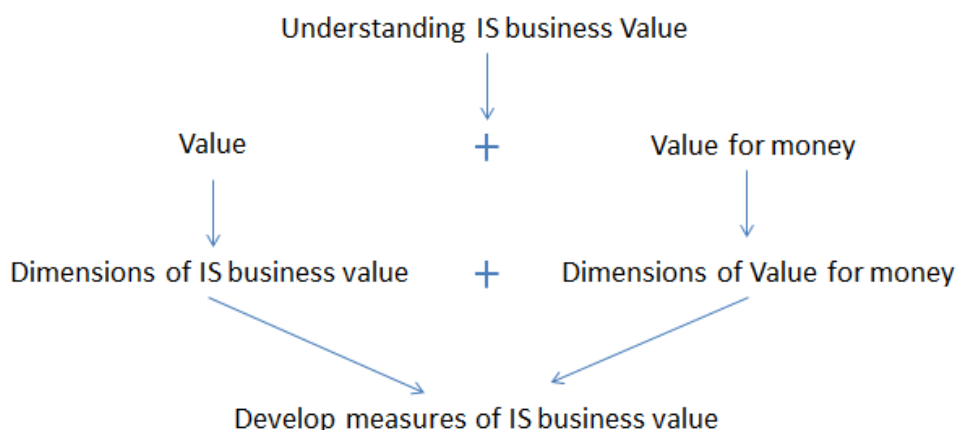 Understanding IS business Value
Value + Value for money
Dimensions of IS business value + Dimensions of Value for money
Develop measures of IS business value